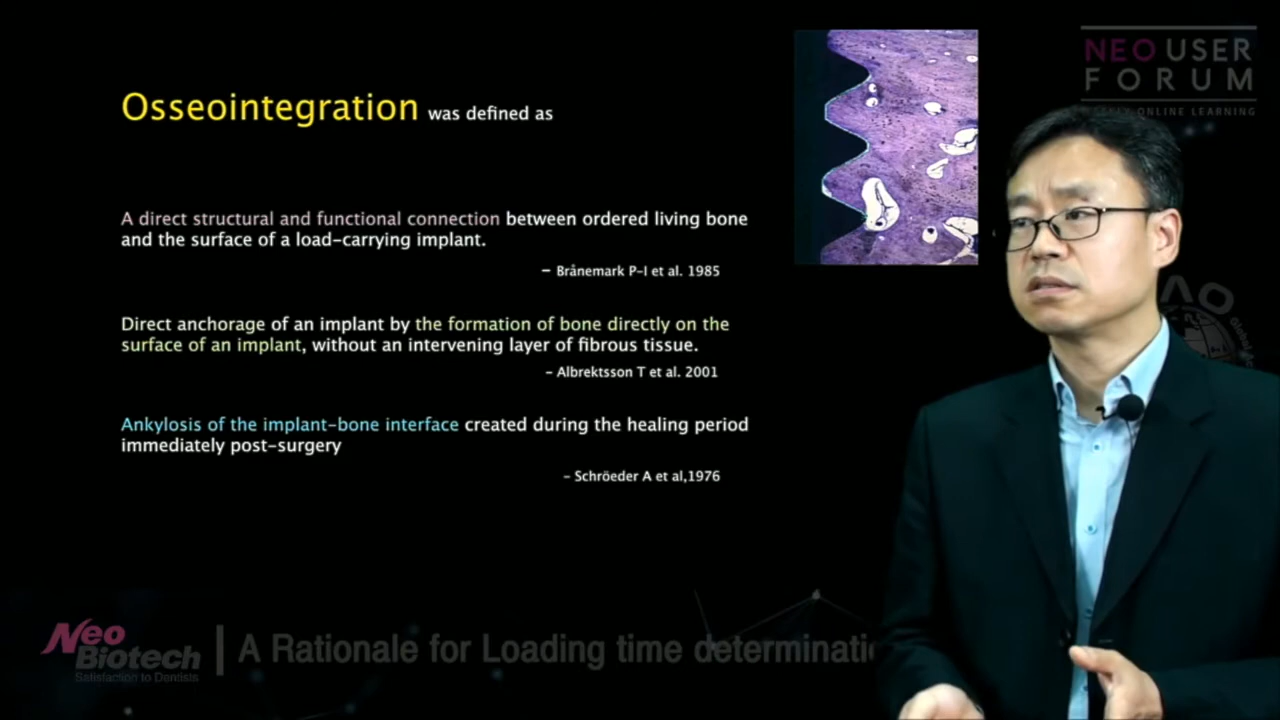 NEO USER
FORUM
ONLINE LEARNING
Osseointegration was defined as
A direct structural and functional connection between ordered living bone
and the surface of a load-carrying implant.
– Brånemark P-I et al. 1985
Direct anchorage of an implant by the formation of bone directly on the
surface of an implant, without an intervening layer of fibrous tissue.
– Albrektsson T et al. 2001
Ankylosis of the implant-bone interface created during the healing period
immediately post-surgery
– Schröeder A et al,1976
Neo
Biotech
Satisfaction to Dentists
A Rationale for Loading time determinati